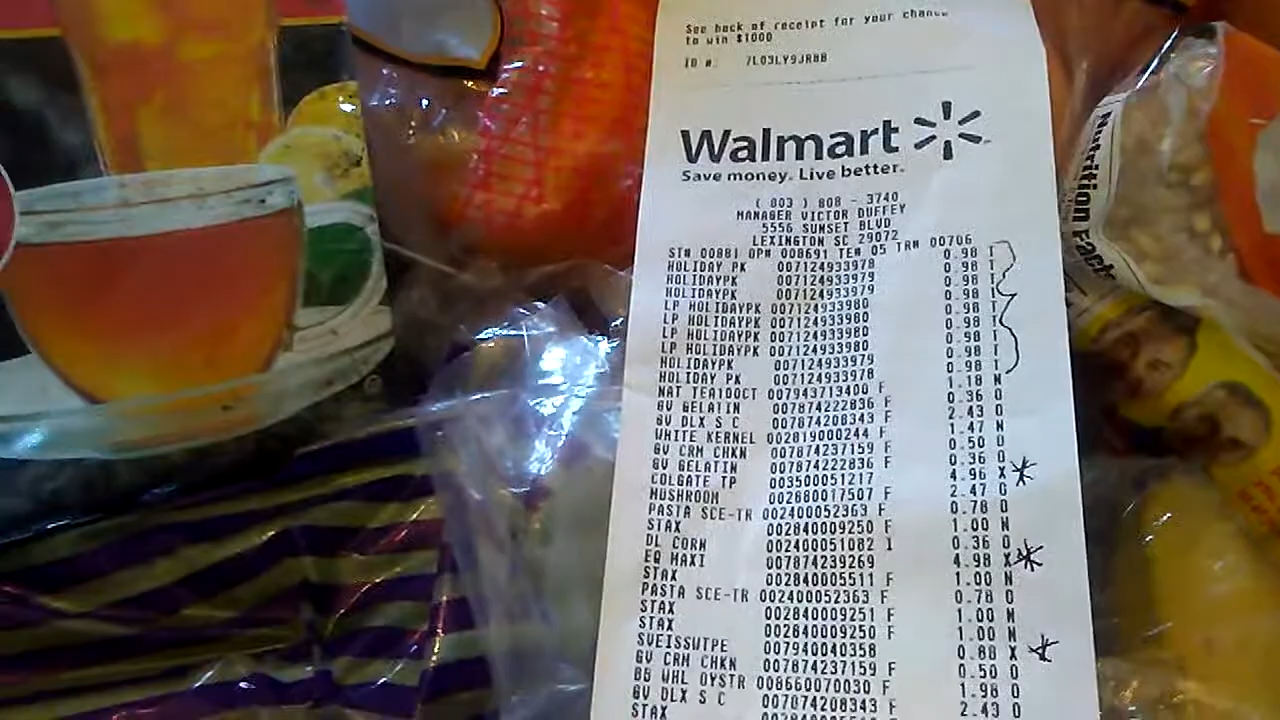 See back of receipt for your chance
to win $1000
ID #: 7L03LY9JR8B
Walmart
Save money. Live better.
( 803 ) 808 - 3740
MANAGER VICTOR DUFFEY
5556 SUNSET BLVD
LEXINGTON SC 29072
ST# 00881 OP# 008691 TE# 05 TR# 00706
HOLIDAY PK 007124933978 0.98 T
HOLIDAYPK 007124933979 0.98 T
HOLIDAYPK 007124933979 0.98 T
LP HOLIDAYPK 007124933980 0.98 T
LP HOLIDAYPK 007124933980 0.98 T
LP HOLIDAYPK 007124933980 0.98 T
LP HOLIDAYPK 007124933980 0.98 T
HOLIDAYPK 007124933979 0.98 T
HOLIDAY PK 007124933978 0.98 T
NAT TEA100CT 007943713400 F 1.18 N
GV GELATIN 007874222836 F 0.36 O
GV DLX S C 007874208343 F 2.43 O
WHITE KERNEL 002819000244 F 1.47 N
GV CRM CHKN 007874237159 F 0.50 O
GV GELATIN 007874222836 F 0.36 O
COLGATE TP 003500051217 4.96 X
MUSHROOM 002880017507 F 2.47 O
PASTA SCE-TR 002400052363 F 0.78 O
STAX 002840009250 F 1.00 N
DL CORN 002400051082 I 0.36 O
EQ MAXI 007874239269 4.98 X
STAX 002840005511 F 1.00 N
PASTA SCE-TR 002400052363 F 0.78 O
STAX 002840009251 F 1.00 N
STAX 002840009250 F 1.00 N
SVEISSWTPE 007940040358 0.88 X
GV CRM CHKN 007874237159 F 0.50 O
BB WHL OYSTR 008660070030 F 1.98 O
GV DLX S C 007874208343 F 2.43 O
STAX
Nutrition Facts